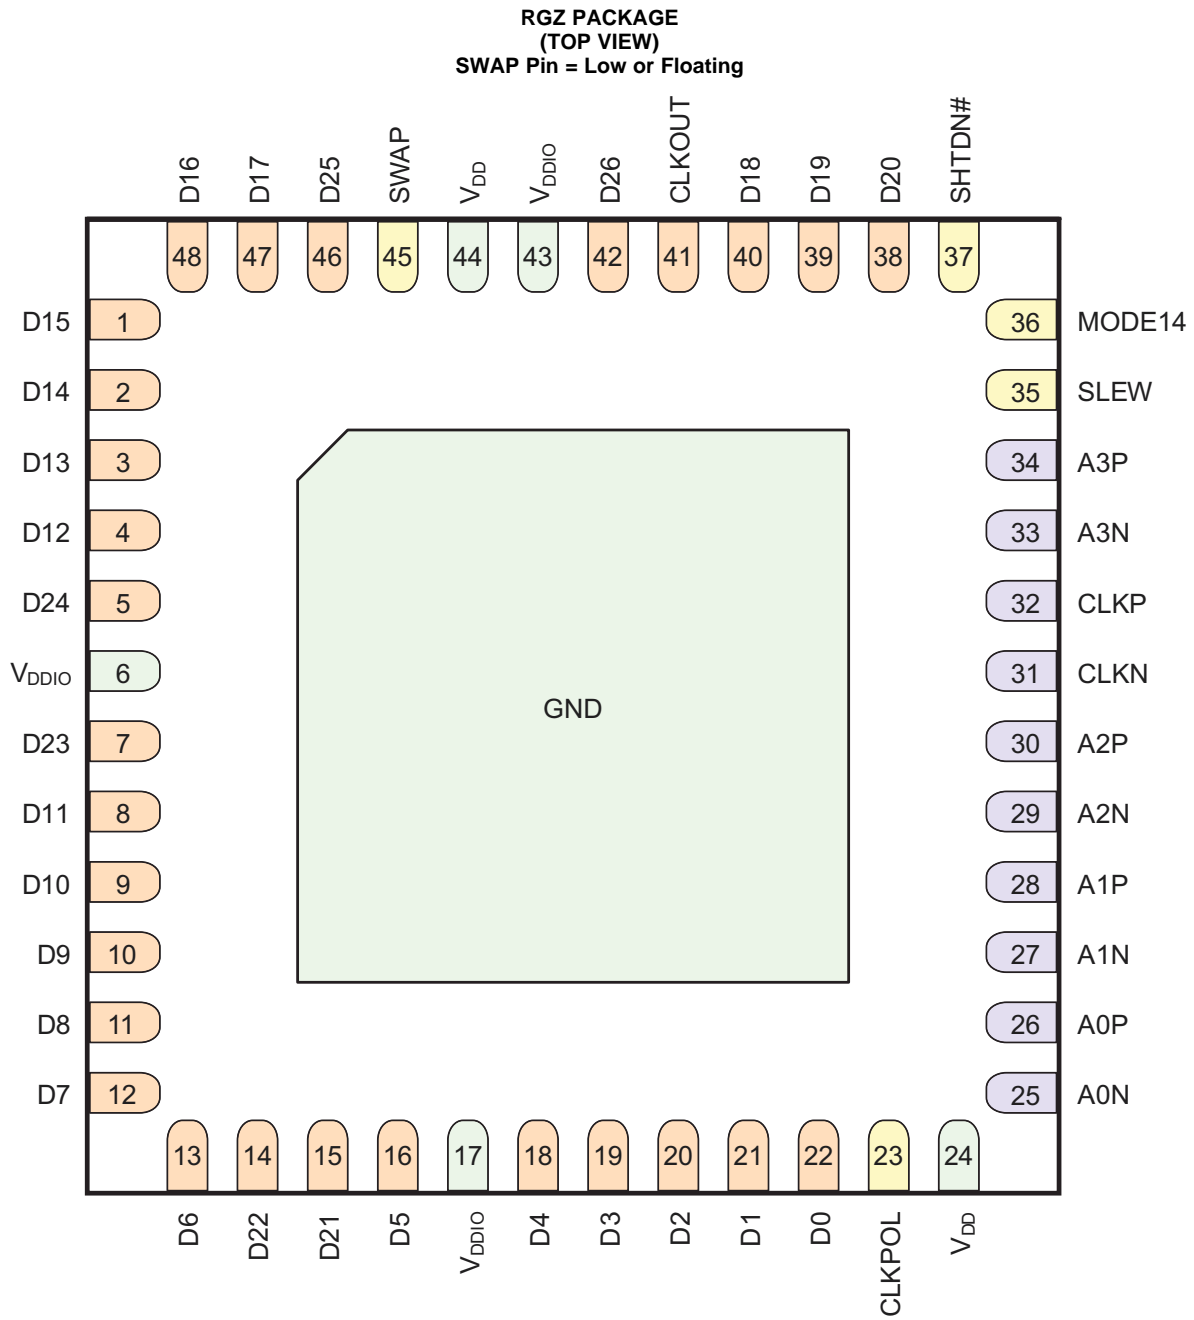 RGZ PACKAGE
(TOP VIEW)
SWAP Pin = Low or Floating
D16 D17 D25 SWAP VDD VDDIO D26 CLKOUT D18 D19 D20 SHTDN#
48 47 46 45 44 43 42 41 40 39 38 37
D15 1 36 MODE14
D14 2 35 SLEW
D13 3 34 A3P
D12 4 33 A3N
D24 5 32 CLKP
VDDIO 6 31 CLKN
GND
D23 7 30 A2P
D11 8 29 A2N
D10 9 28 A1P
D9 10 27 A1N
D8 11 26 A0P
D7 12 25 A0N
13 14 15 16 17 18 19 20 21 22 23 24
D6 D22 D21 D5 VDDIO D4 D3 D2 D1 D0 CLKPOL VDD